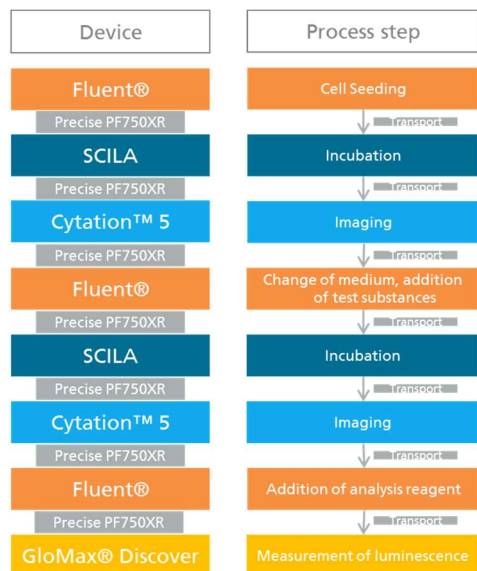 Device
Process step
Fluent®
Cell Seeding
Precise PF750XR
Transport
SCILA
Incubation
Precise PF750XR
Transport
Cytation™ 5
Imaging
Precise PF750XR
Transport
Fluent®
Change of medium, addition
of test substances
Precise PF750XR
Transport
SCILA
Incubation
Precise PF750XR
Transport
Cytation™ 5
Imaging
Precise PF750XR
Transport
Fluent®
Addition of analysis reagent
Precise PF750XR
Transport
GloMax® Discover
Measurement of luminescence